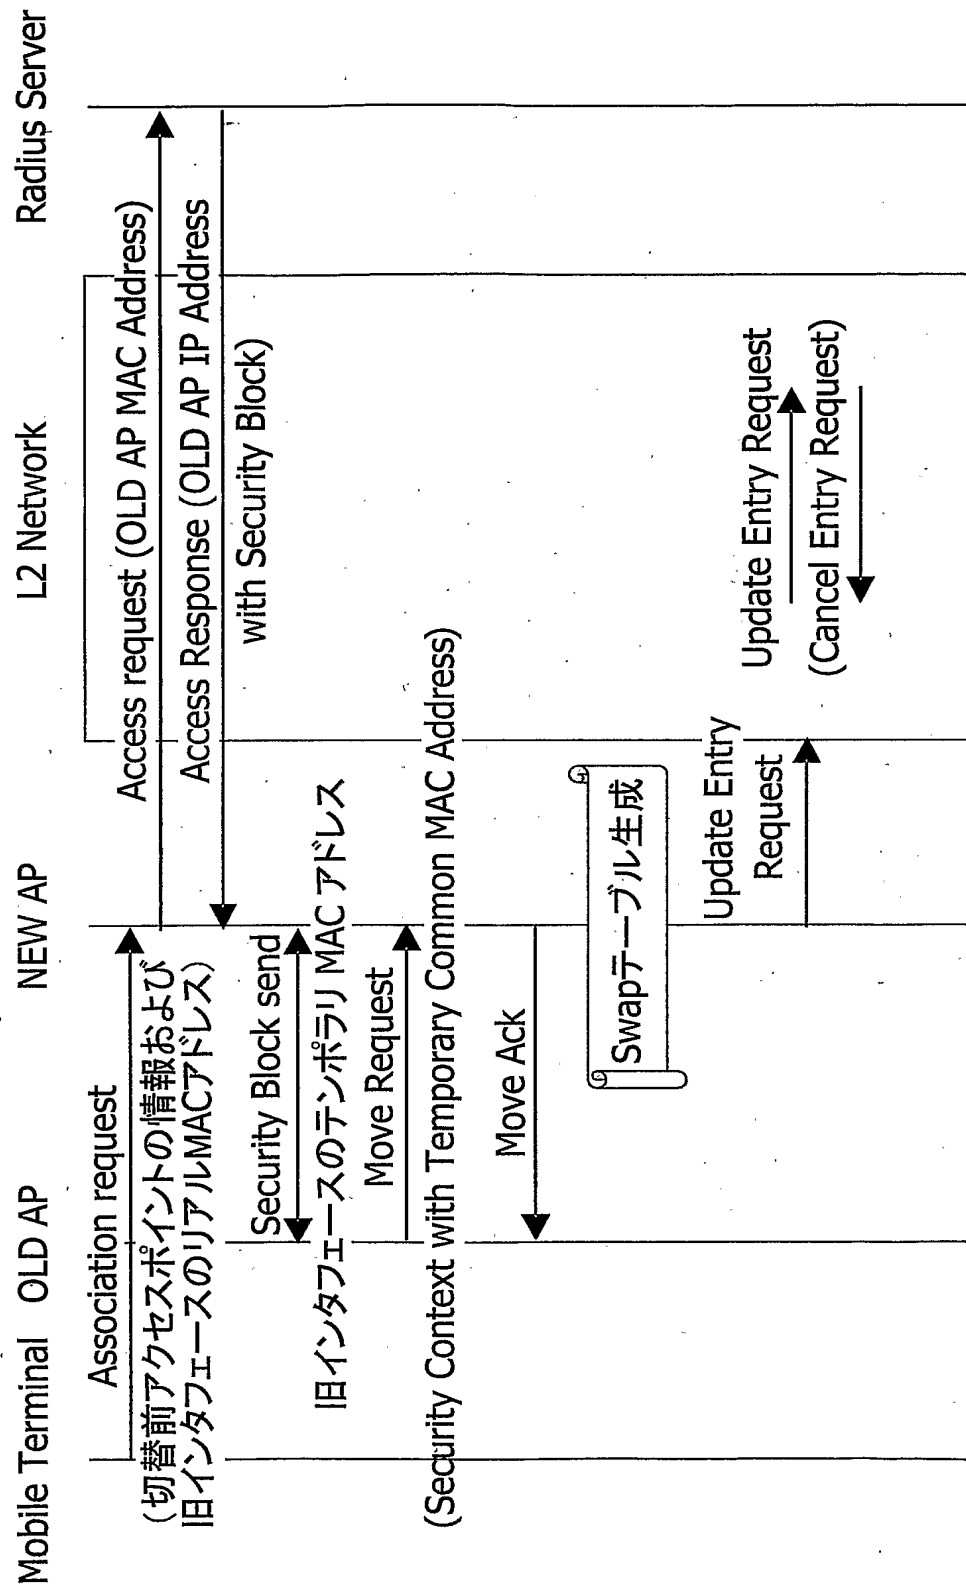 Mobile Terminal
OLD AP
NEW AP
L2 Network
Radius Server
Association request
(切替前アクセスポイントの情報および
旧インタフェースのリアルMACアドレス)
Access request (OLD AP MAC Address)
Access Response (OLD AP IP Address
with Security Block)
Security Block send
旧インタフェースのテンポラリ MAC アドレス
Move Request
(Security Context with Temporary Common MAC Address)
Move Ack
Swapテーブル生成
Update Entry
Request
Update Entry Request
(Cancel Entry Request)